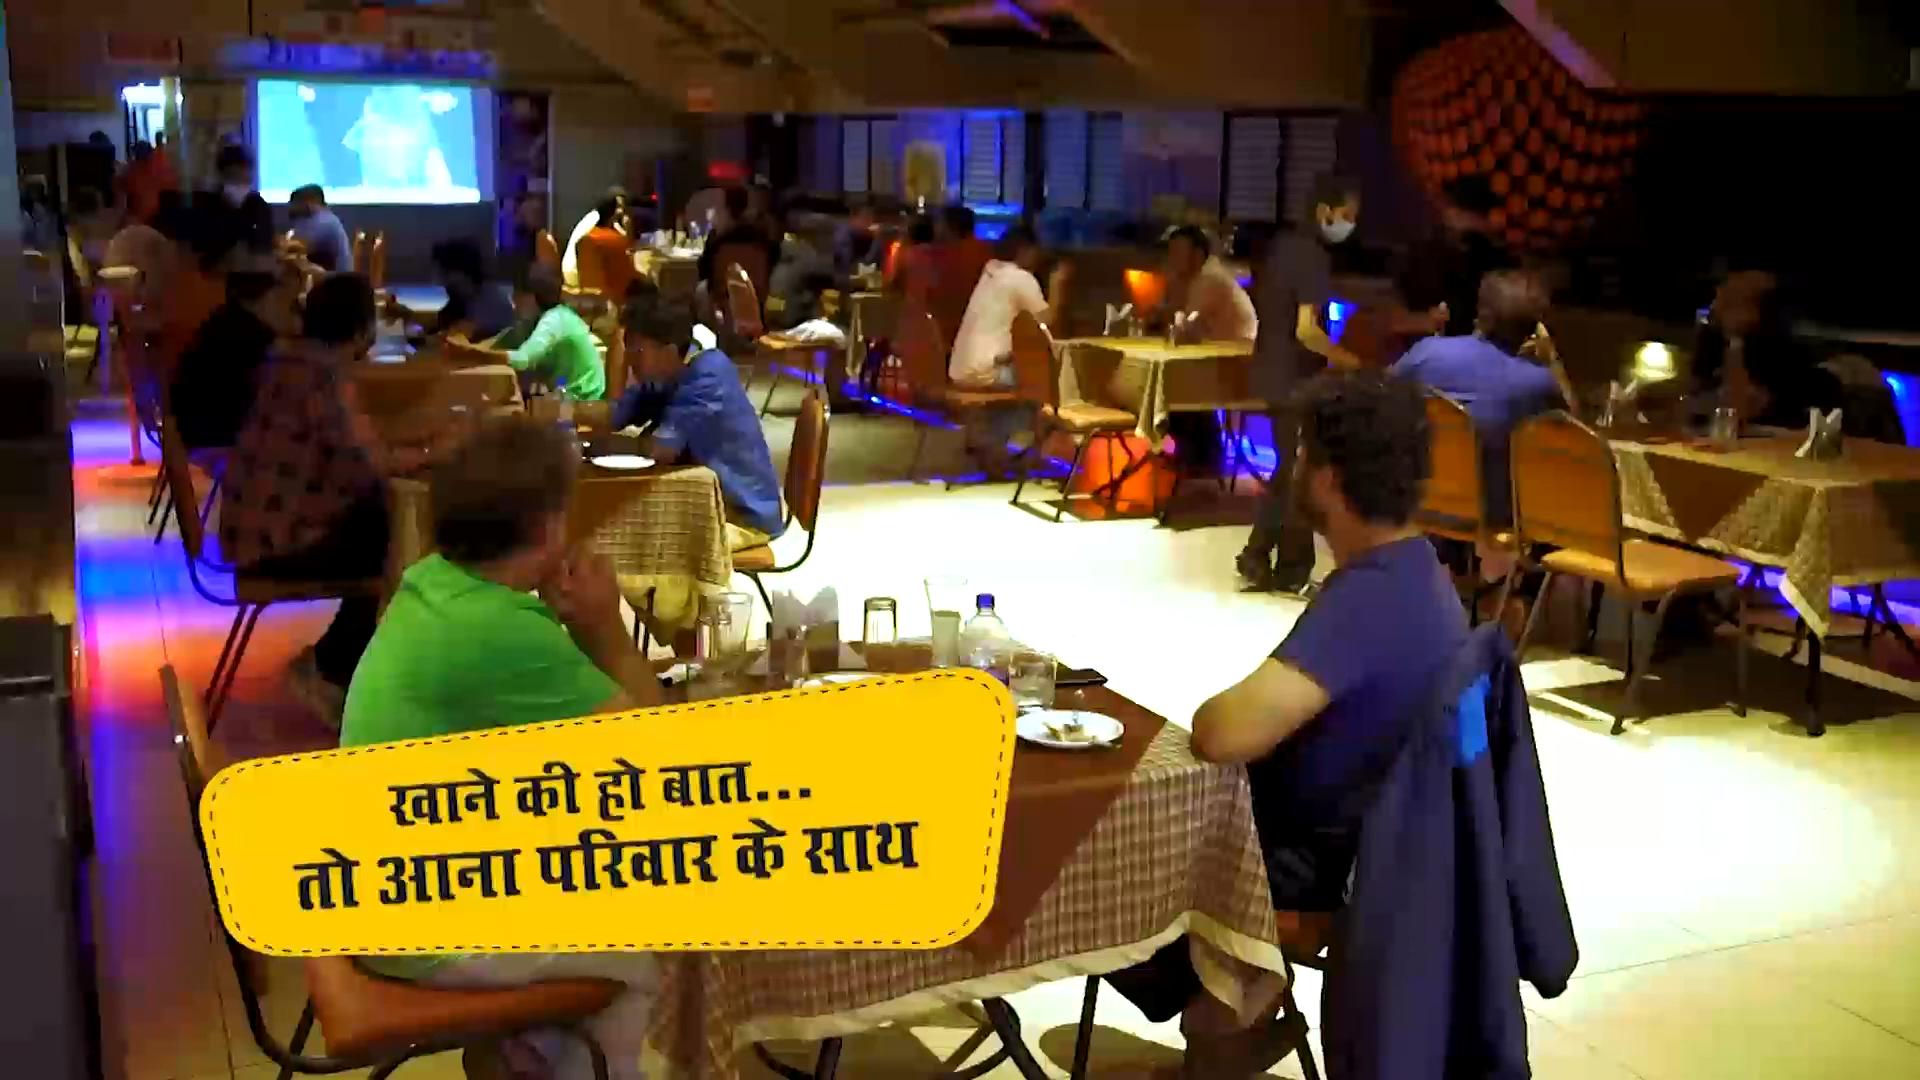 खाने की हो बात...
तो आना परिवार के साथ